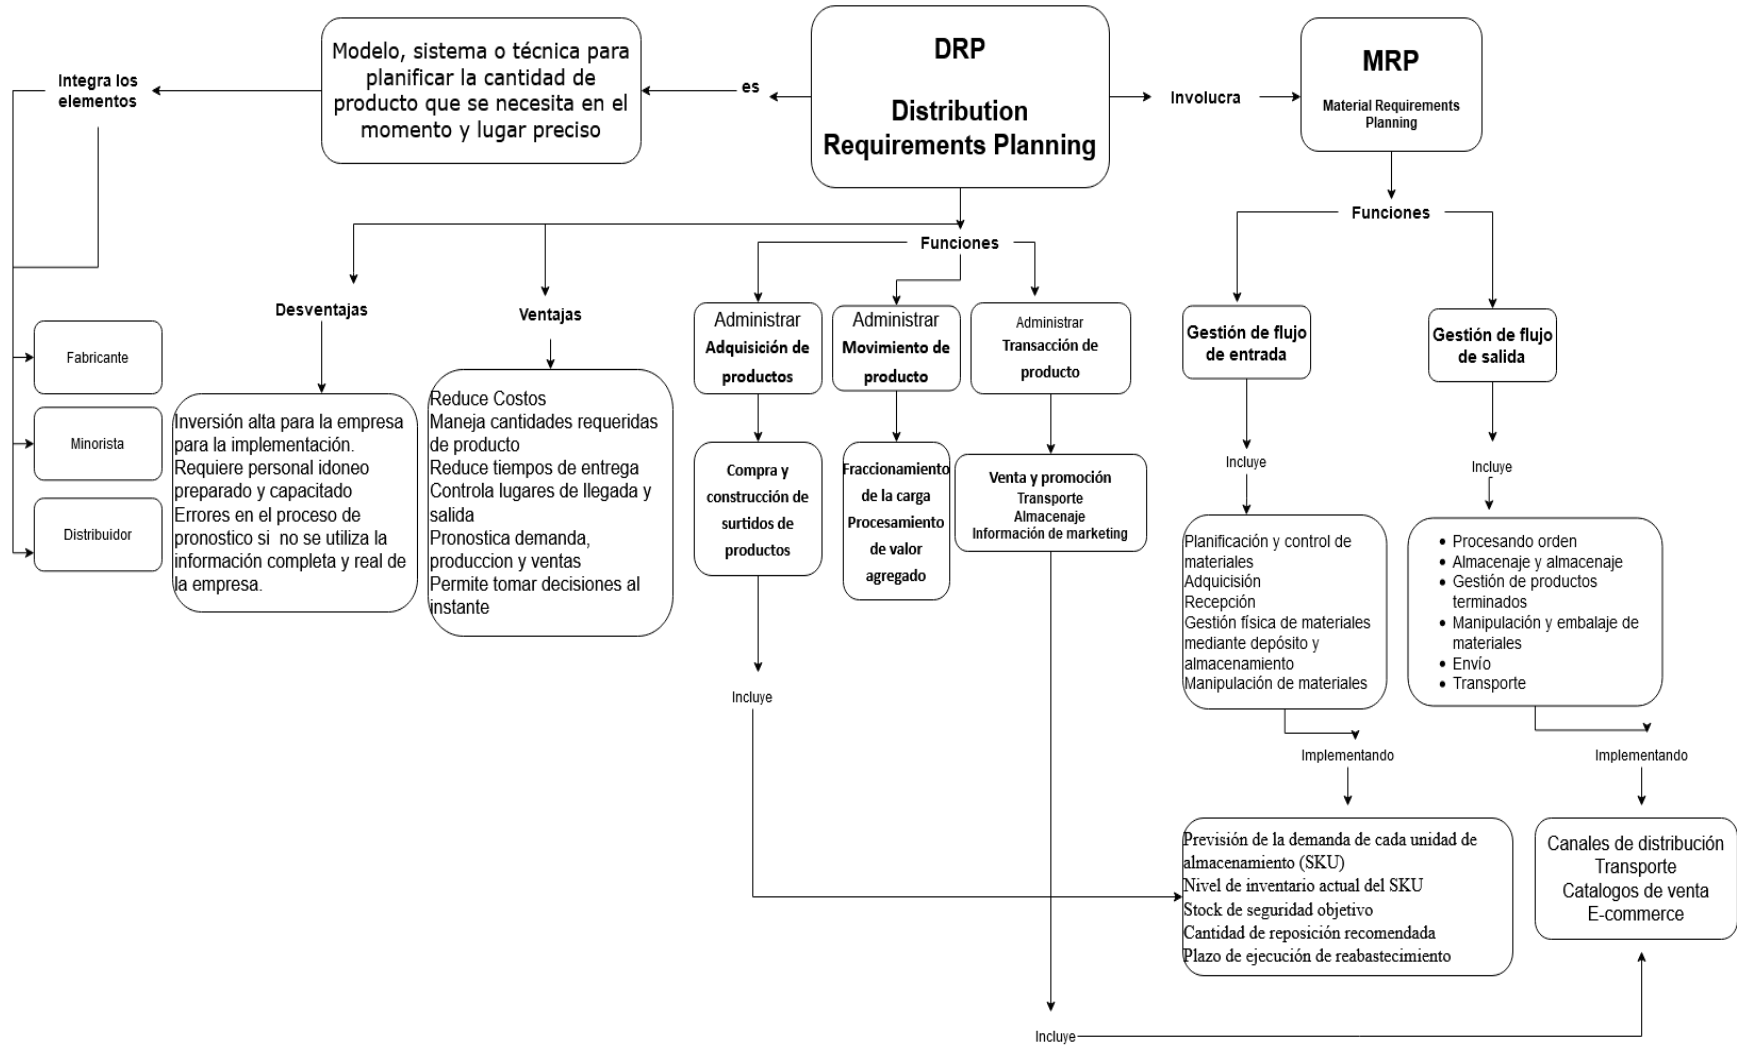 Integra los
elementos
Modelo, sistema o técnica para
planificar la cantidad de
producto que se necesita en el
momento y lugar preciso
es
DRP
Distribution
Requirements Planning
Involucra
MRP
Material Requirements
Planning
Funciones
Funciones
Desventajas
Ventajas
Fabricante
Minorista
Distribuidor
Inversión alta para la empresa
para la implementación.
Requiere personal idoneo
preparado y capacitado
Errores en el proceso de
pronostico si no se utiliza la
información completa y real de
la empresa.
Reduce Costos
Maneja cantidades requeridas
de producto
Reduce tiempos de entrega
Controla lugares de llegada y
salida
Pronostica demanda,
produccion y ventas
Permite tomar decisiones al
instante
Administrar
Adquisición de
productos
Administrar
Movimiento de
producto
Administrar
Transacción de
producto
Compra y
construcción de
surtidos de
productos
Fraccionamiento
de la carga
Procesamiento
de valor
agregado
Venta y promoción
Transporte
Almacenaje
Información de marketing
Incluye
Gestión de flujo
de entrada
Gestión de flujo
de salida
Incluye
Incluye
Planificación y control de
materiales
Adquicisión
Recepción
Gestión física de materiales
mediante depósito y
almacenamiento
Manipulación de materiales
• Procesando orden
• Almacenaje y almacenaje
• Gestión de productos
terminados
• Manipulación y embalaje de
materiales
• Envío
• Transporte
Implementando
Implementando
Previsión de la demanda de cada unidad de
almacenamiento (SKU)
Nivel de inventario actual del SKU
Stock de seguridad objetivo
Cantidad de reposición recomendada
Plazo de ejecución de reabastecimiento
Canales de distribución
Transporte
Catalogos de venta
E-commerce
Incluye